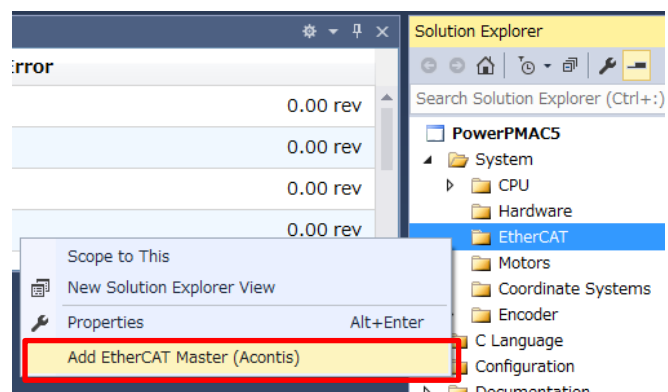 Solution Explorer
Error
Search Solution Explorer (Ctrl+:)
0.00 rev
PowerPMAC5
0.00 rev
System
CPU
0.00 rev
Hardware
0.00 rev
EtherCAT
Scope to This
Motors
New Solution Explorer View
Coordinate Systems
Properties Alt+Enter
Encoder
C Language
Add EtherCAT Master (Acontis)
Configuration
Documentation